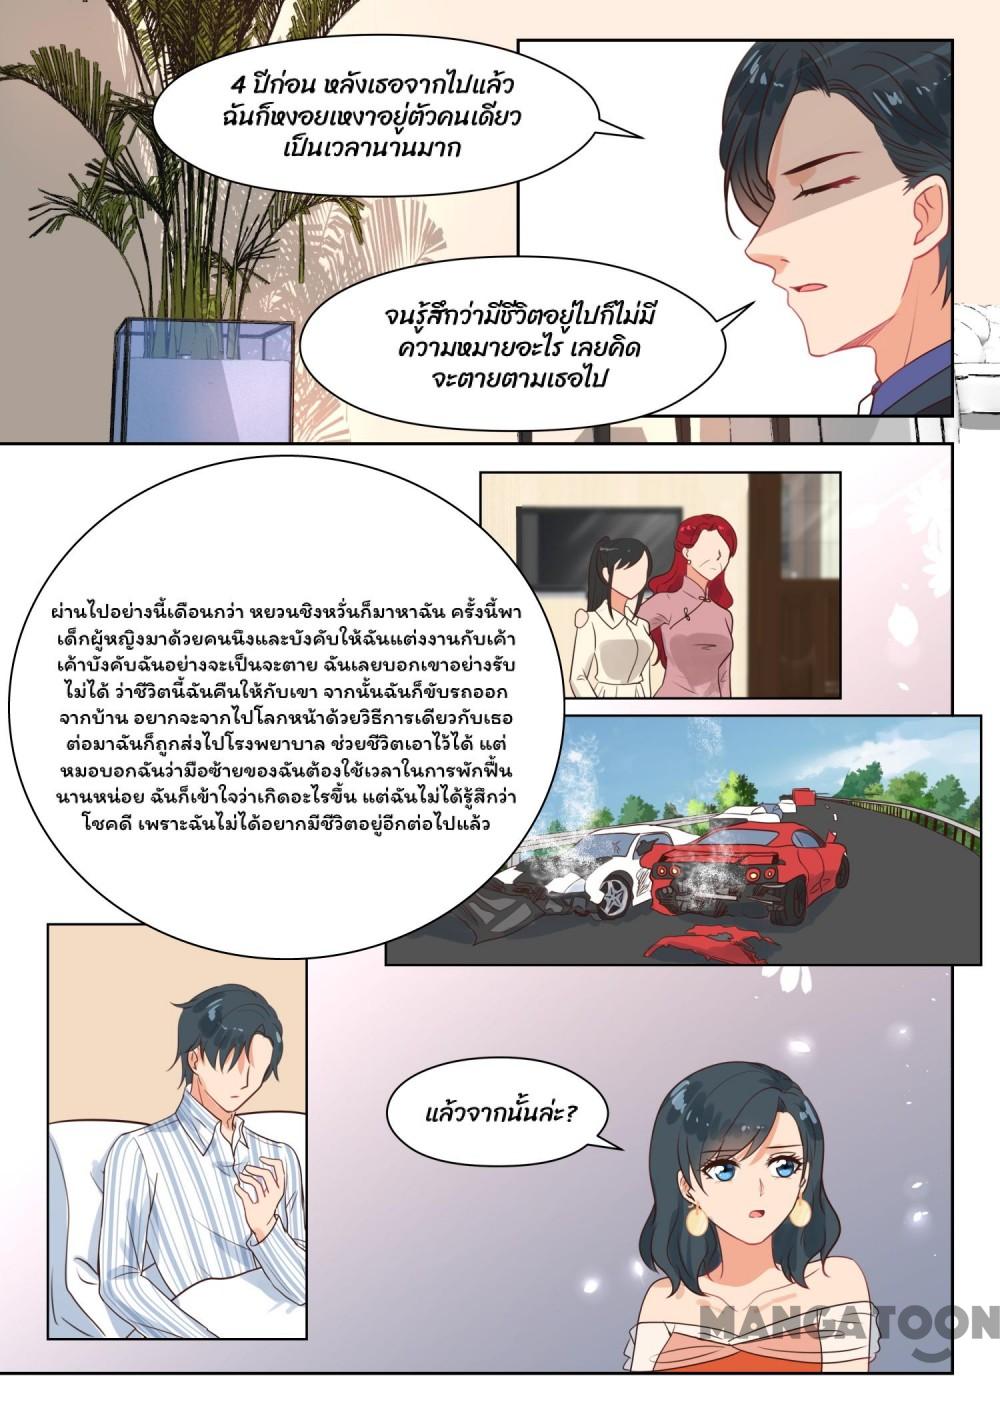 4 ปีก่อน หลังเธอจากไปแล้ว
ฉันก็หงอยเหงาอยู่ตัวคนเดียว
เป็นเวลานานมาก
จนรู้สึกว่ามีชีวิตอยู่ไปก็ไม่มี
ความหมายอะไร เลยคิด
จะตายตามเธอไป
ผ่านไปอย่างนี้เดือนกว่า หยวนชิงหวั่นก็มาหาฉัน ครั้งนี้พา
เด็กผู้หญิงมาด้วยคนนึงและบังคับให้ฉันแต่งงานกับเค้า
เค้าบังคับฉันอย่างจะเป็นจะตาย ฉันเลยบอกเขาอย่างรับ
ไม่ได้ ว่าชีวิตนี้ฉันคืนให้กับเขา จากนั้นฉันก็ขับรถออก
จากบ้าน อยากจะจากไปโลกหน้าด้วยวิธีการเดียวกับเธอ
ต่อมาฉันก็ถูกส่งไปโรงพยาบาล ช่วยชีวิตเอาไว้ได้ แต่
หมอบอกฉันว่ามือซ้ายของฉันต้องใช้เวลาในการพักฟื้น
นานหน่อย ฉันก็เข้าใจว่าเกิดอะไรขึ้น แต่ฉันไม่ได้รู้สึกว่า
โชคดี เพราะฉันไม่ได้อยากมีชีวิตอยู่อีกต่อไปแล้ว
แล้วจากนั้นล่ะ?
MANGATOON